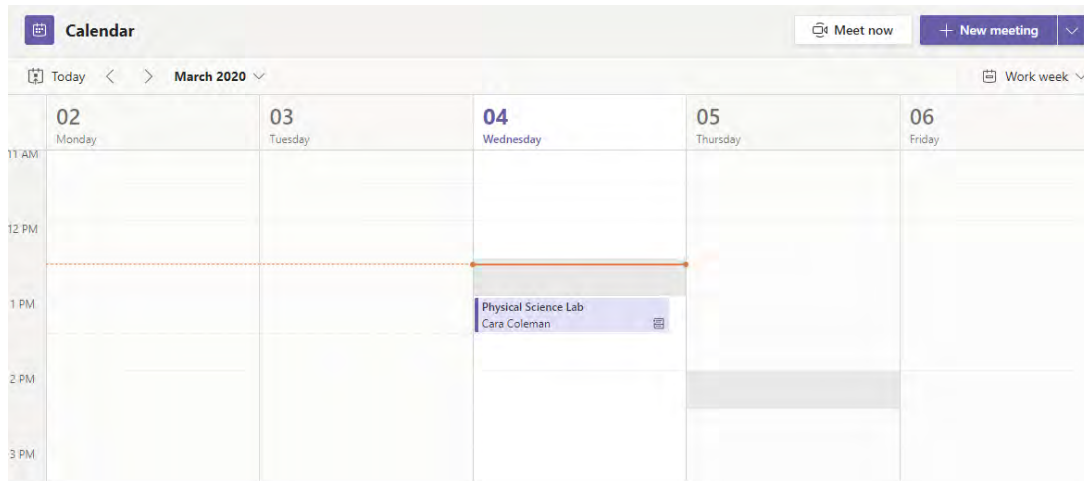 Calendar
Meet now
+ New meeting
Today
March 2020
Work week
02
Monday
03
Tuesday
04
Wednesday
05
Thursday
06
Friday
11 AM
12 PM
1 PM
Physical Science Lab
Cara Coleman
2 PM
3 PM